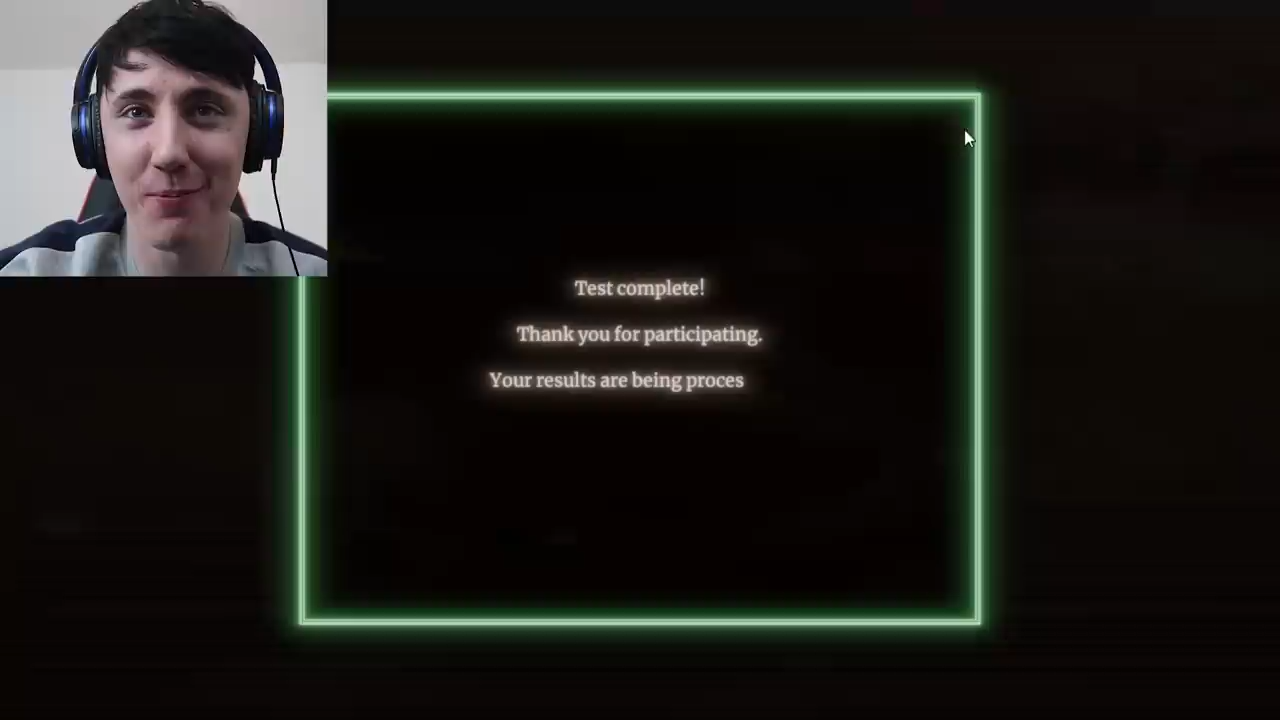 Test complete!
Thank you for participating.
Your results are being proces